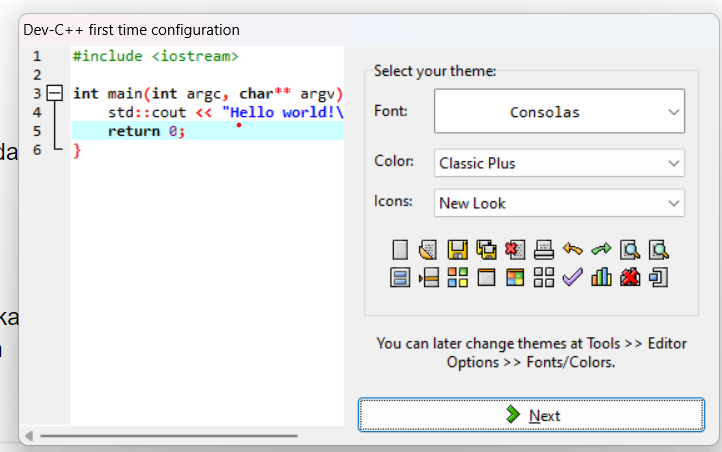 Dev-C++ first time configuration
1 #include <iostream>
2
3 int main(int argc, char** argv)
4 std::cout << "Hello world!\
5 return 0;
6 }
Select your theme:
Font: Consolas
Color: Classic Plus
Icons: New Look
You can later change themes at Tools >> Editor
Options >> Fonts/Colors.
Next
da
ka